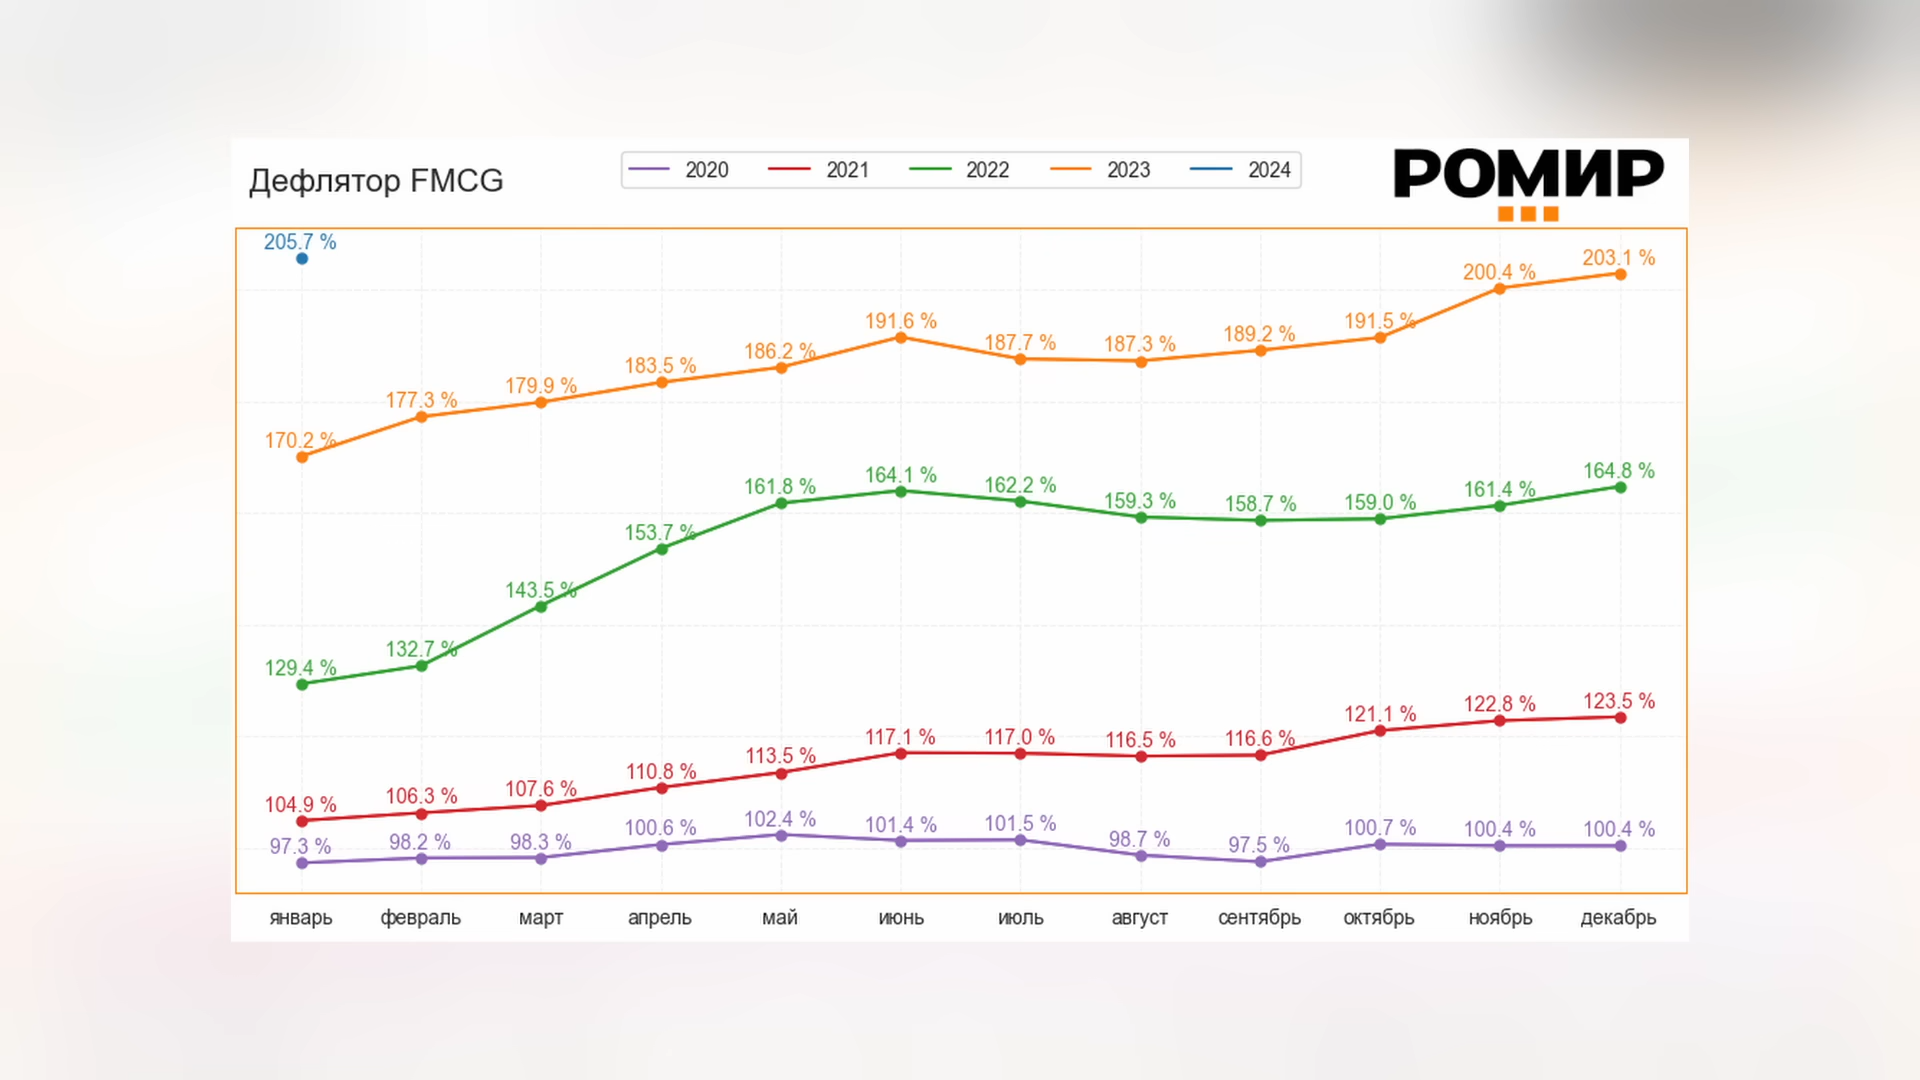 Дефлятор FMCG
2020 2021 2022 2023 2024
РОМИР
205.7 %
170.2 % 177.3 % 179.9 % 183.5 % 186.2 % 191.6 % 187.7 % 187.3 % 189.2 % 191.5 % 200.4 % 203.1 %
129.4 % 132.7 % 143.5 % 153.7 % 161.8 % 164.1 % 162.2 % 159.3 % 158.7 % 159.0 % 161.4 % 164.8 %
104.9 % 106.3 % 107.6 % 110.8 % 113.5 % 117.1 % 117.0 % 116.5 % 116.6 % 121.1 % 122.8 % 123.5 %
97.3 % 98.2 % 98.3 % 100.6 % 102.4 % 101.4 % 101.5 % 98.7 % 97.5 % 100.7 % 100.4 % 100.4 %
январь февраль март апрель май июнь июль август сентябрь октябрь ноябрь декабрь